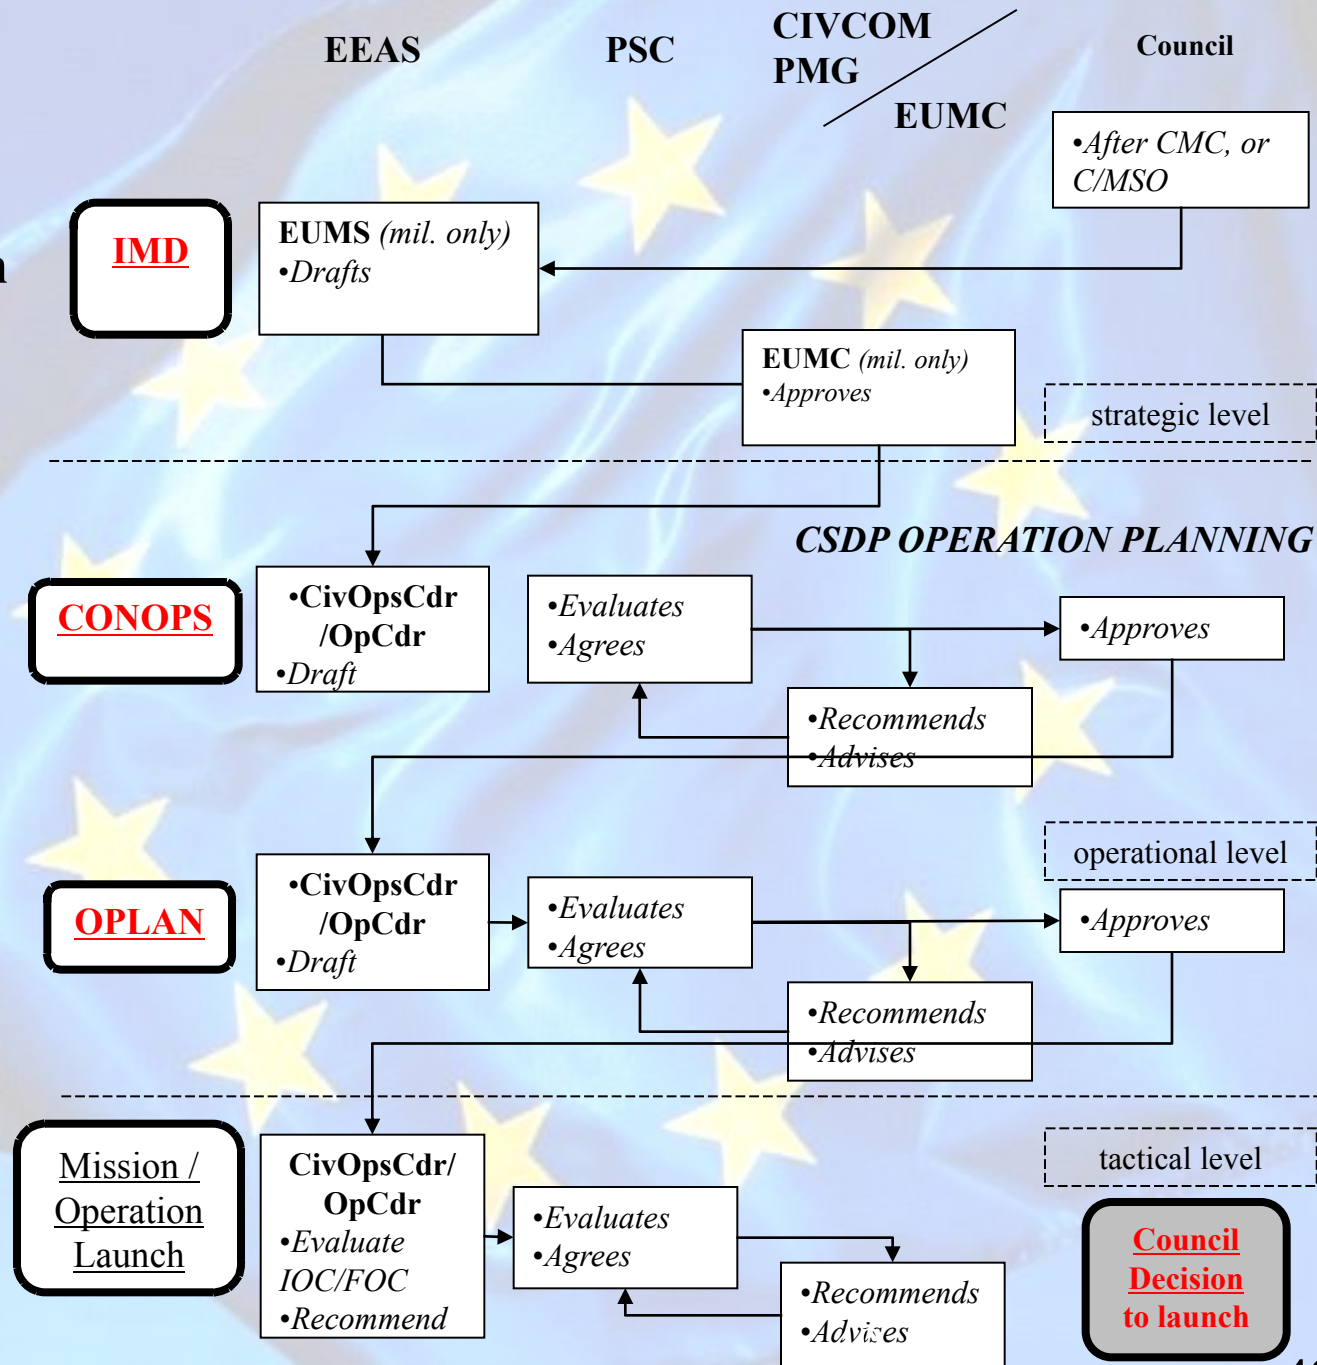 EEAS
PSC
CIVCOM
PMG
EUMC
Council
•After CMC, or
C/MSO
IMD
EUMS (mil. only)
•Drafts
EUMC (mil. only)
•Approves
strategic level
CSDP OPERATION PLANNING
CONOPS
•CivOpsCdr
/OpCdr
•Draft
•Evaluates
•Agrees
•Approves
•Recommends
•Advises
operational level
OPLAN
•CivOpsCdr
/OpCdr
•Draft
•Evaluates
•Agrees
•Approves
•Recommends
•Advises
tactical level
Mission /
Operation
Launch
CivOpsCdr/
OpCdr
•Evaluate
IOC/FOC
•Recommend
•Evaluates
•Agrees
•Recommends
•Advises
Council
Decision
to launch